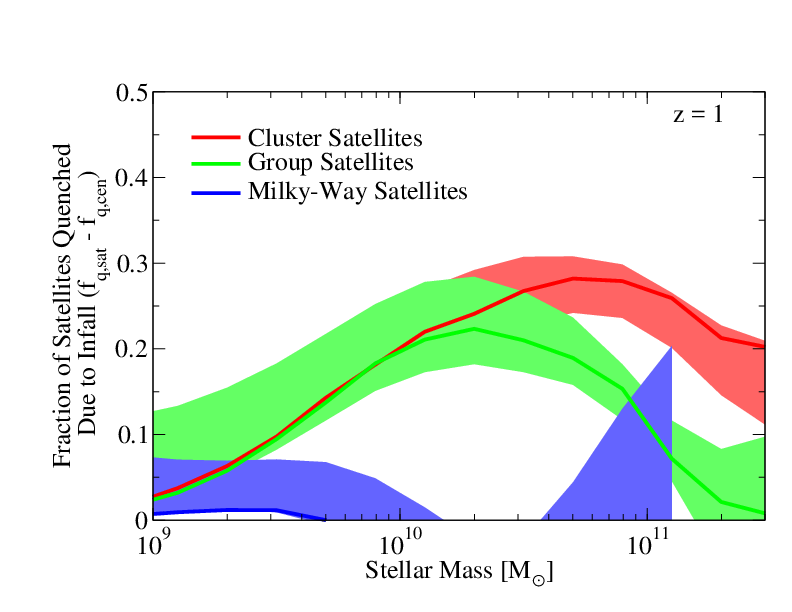 0.5
z = 1
Cluster Satellites
Group Satellites
Milky-Way Satellites
0.4
0.3
0.2
0.1
0
Fraction of Satellites Quenched
Due to Infall (f_q,sat - f_q,cen)
10^9
10^10
10^11
Stellar Mass [M_⊙]